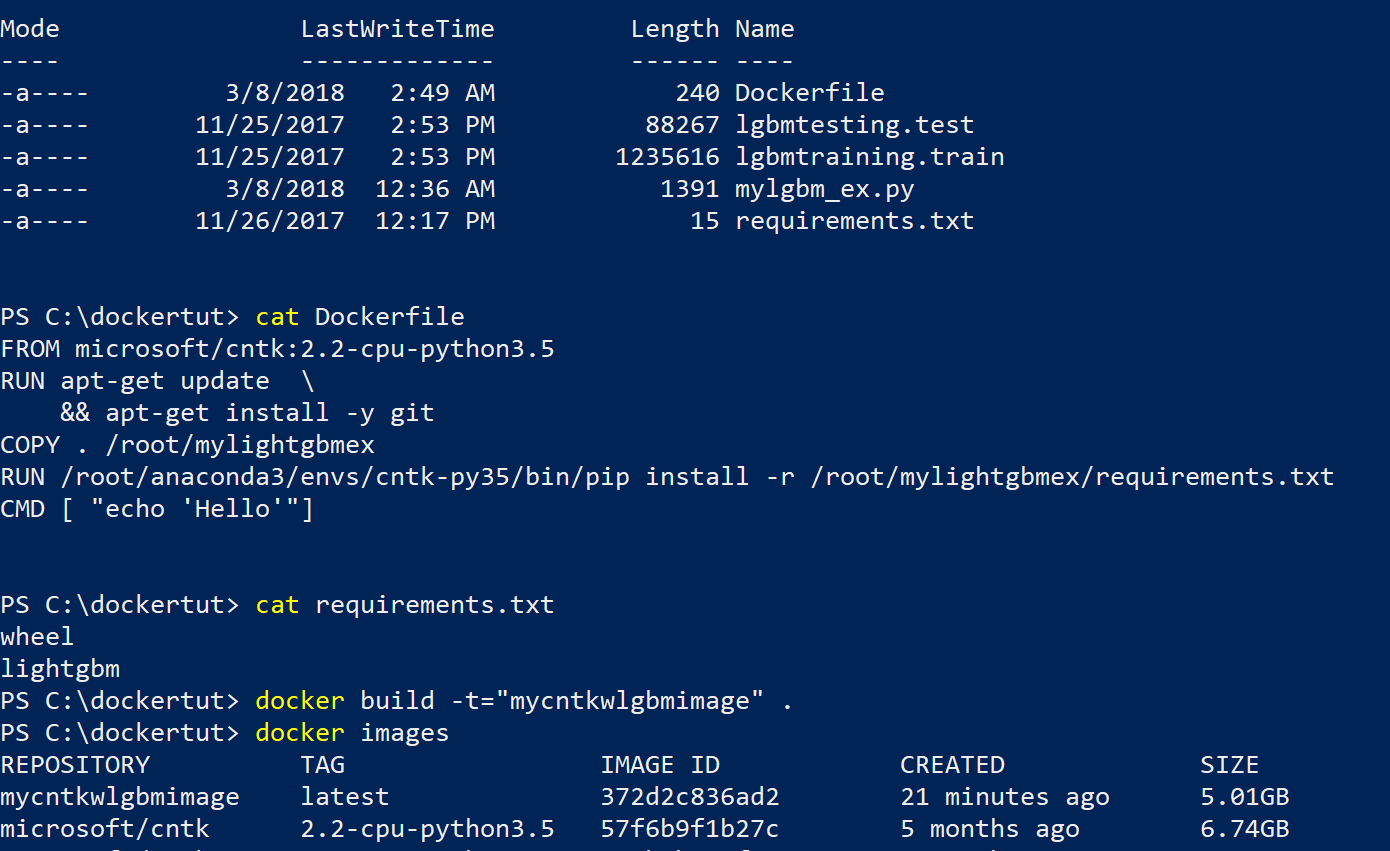 Mode                LastWriteTime         Length Name
----                -------------         ------ ----
-a----         3/8/2018   2:49 AM            240 Dockerfile
-a----       11/25/2017   2:53 PM          88267 lgbmtesting.test
-a----       11/25/2017   2:53 PM        1235616 lgbmtraining.train
-a----         3/8/2018  12:36 AM           1391 mylgbm_ex.py
-a----       11/26/2017  12:17 PM             15 requirements.txt
PS C:\dockertut> cat Dockerfile
FROM microsoft/cntk:2.2-cpu-python3.5
RUN apt-get update  \
    && apt-get install -y git
COPY . /root/mylightgbmex
RUN /root/anaconda3/envs/cntk-py35/bin/pip install -r /root/mylightgbmex/requirements.txt
CMD [ "echo 'Hello'"]
PS C:\dockertut> cat requirements.txt
wheel
lightgbm
PS C:\dockertut> docker build -t="mycntkwlgbmimage" .
PS C:\dockertut> docker images
REPOSITORY          TAG                 IMAGE ID            CREATED             SIZE
mycntkwlgbmimage    latest              372d2c836ad2        21 minutes ago      5.01GB
microsoft/cntk      2.2-cpu-python3.5   57f6b9f1b27c        5 months ago        6.74GB